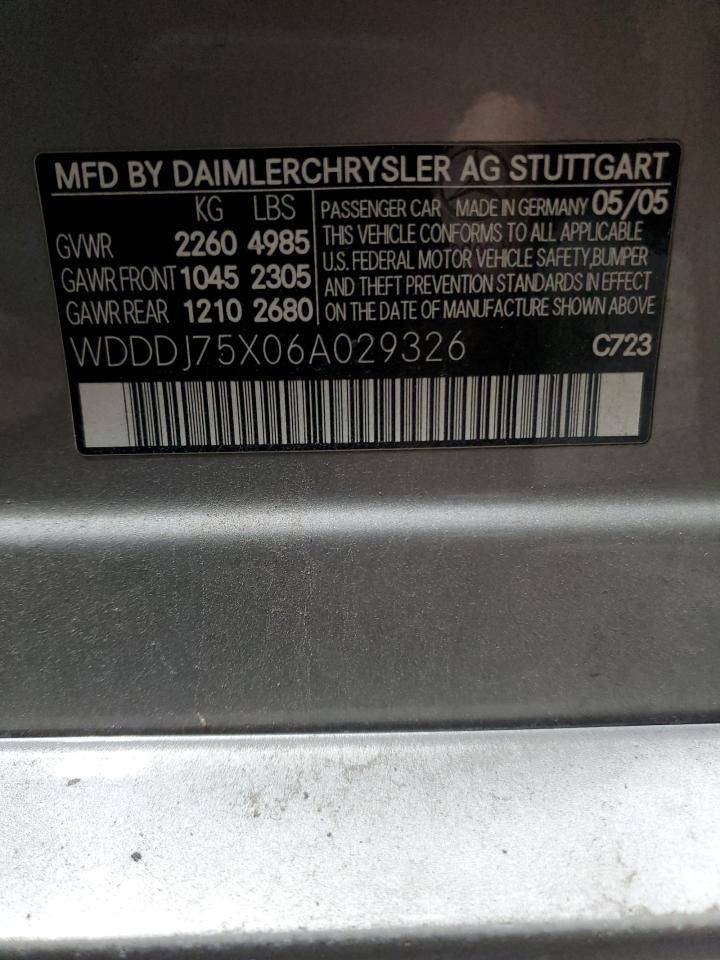 MFD BY DAIMLERCHRYSLER AG STUTTGART
KG LBS
GVWR 2260 4985
GAWR FRONT 1045 2305
GAWR REAR 1210 2680
PASSENGER CAR MADE IN GERMANY 05/05
THIS VEHICLE CONFORMS TO ALL APPLICABLE
U.S. FEDERAL MOTOR VEHICLE SAFETY, BUMPER
AND THEFT PREVENTION STANDARDS IN EFFECT
ON THE DATE OF MANUFACTURE SHOWN ABOVE
WDDDJ75X06A029326 C723